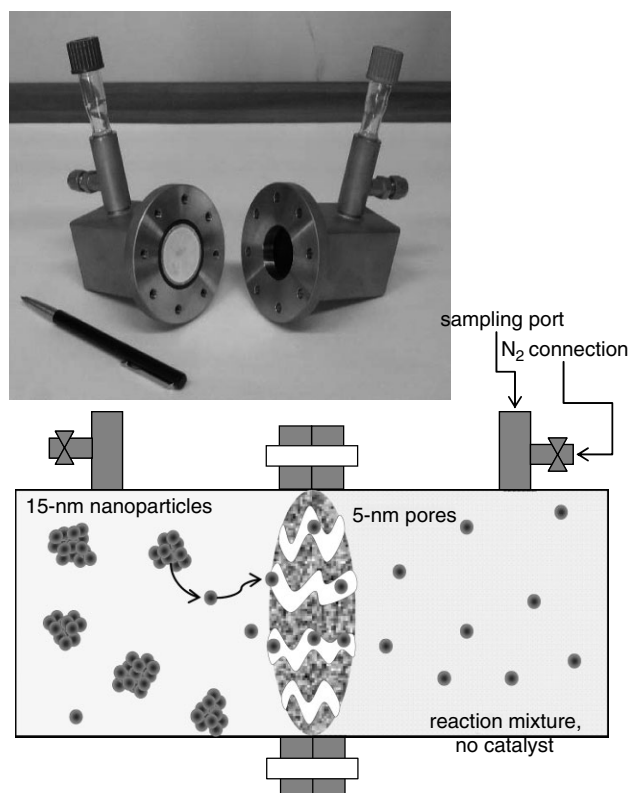 sampling port
N₂ connection
15-nm nanoparticles
5-nm pores
reaction mixture,
no catalyst